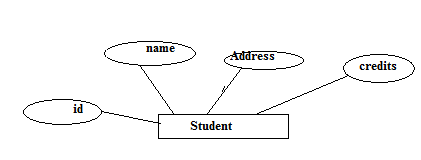 name
Address
credits
id
Student